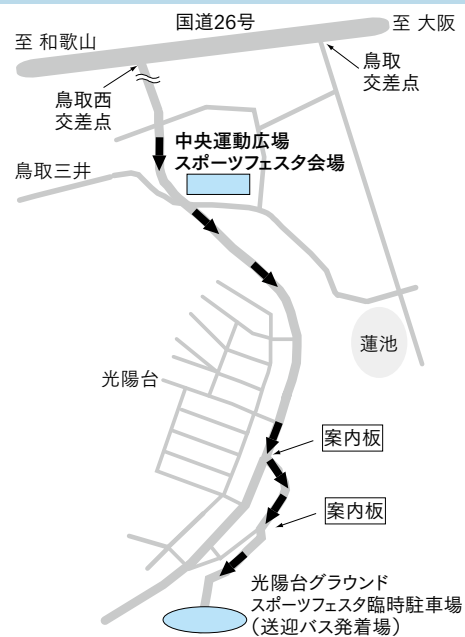 国道26号
至 和歌山
至 大阪
鳥取西
交差点
鳥取
交差点
中央運動広場
スポーツフェスタ会場
鳥取三井
蓮池
光陽台
案内板
案内板
光陽台グラウンド
スポーツフェスタ臨時駐車場
（送迎バス発着場）